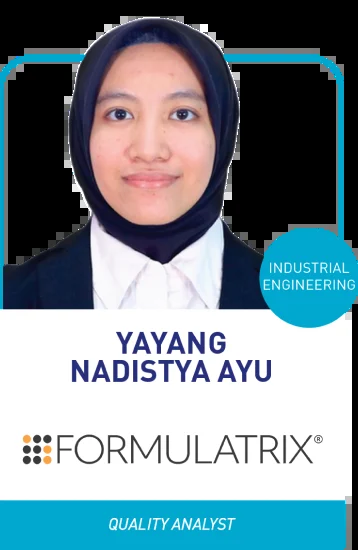 INDUSTRIAL
ENGINEERING
YAYANG
NADISTYA AYU
FORMULATRIX®
QUALITY ANALYST